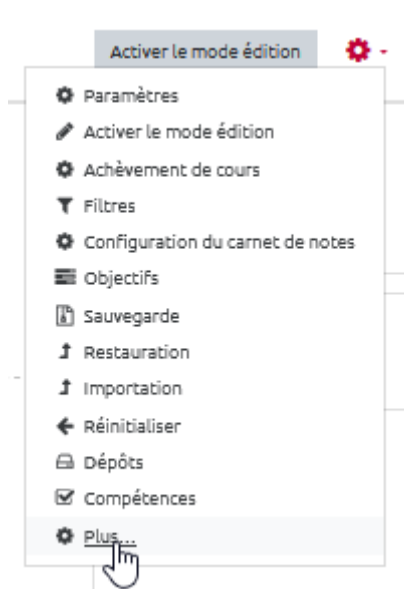 Activer le mode édition
Paramètres
Activer le mode édition
Achèvement de cours
Filtres
Configuration du carnet de notes
Objectifs
Sauvegarde
Restauration
Importation
Réinitialiser
Dépôts
Compétences
Plus...